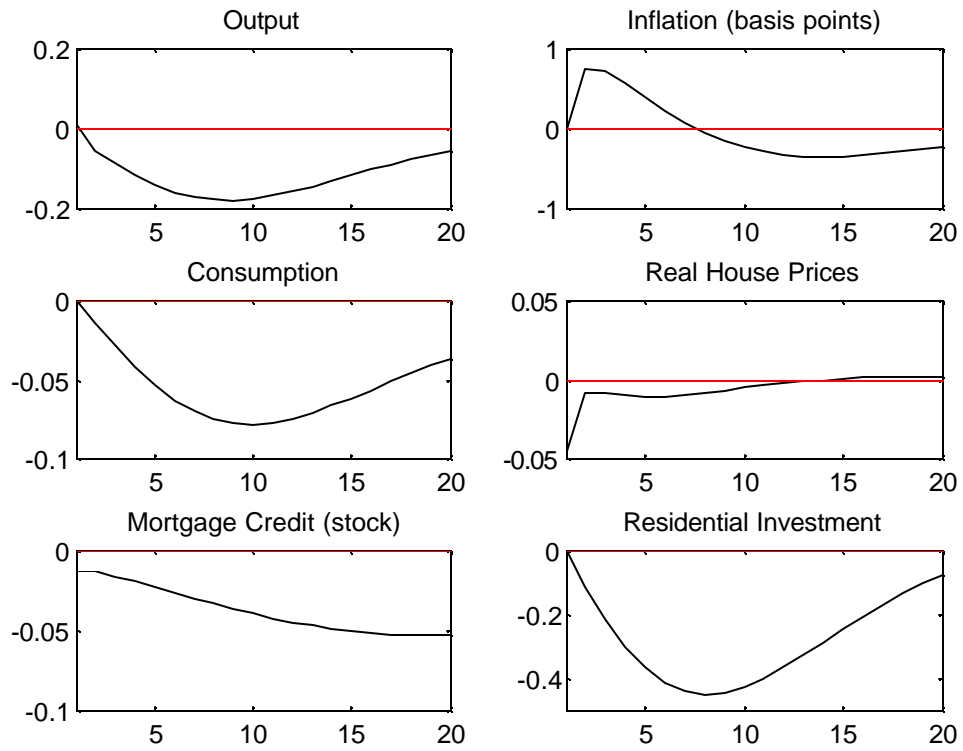 Output
0.2
0
-0.2
5 10 15 20
Inflation (basis points)
1
0
-1
5 10 15 20
Consumption
0
-0.05
-0.1
5 10 15 20
Real House Prices
0.05
0
-0.05
5 10 15 20
Mortgage Credit (stock)
0
-0.05
-0.1
5 10 15 20
Residential Investment
0
-0.2
-0.4
5 10 15 20